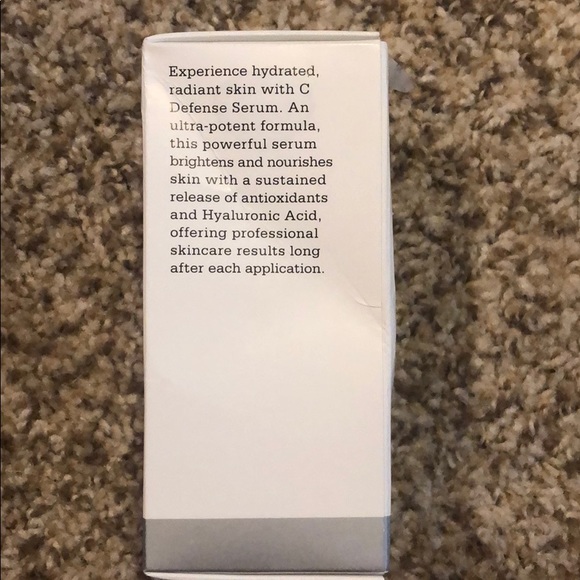 Experience hydrated,
radiant skin with C
Defense Serum. An
ultra-potent formula,
this powerful serum
brightens and nourishes
skin with a sustained
release of antioxidants
and Hyaluronic Acid,
offering professional
skincare results long
after each application.